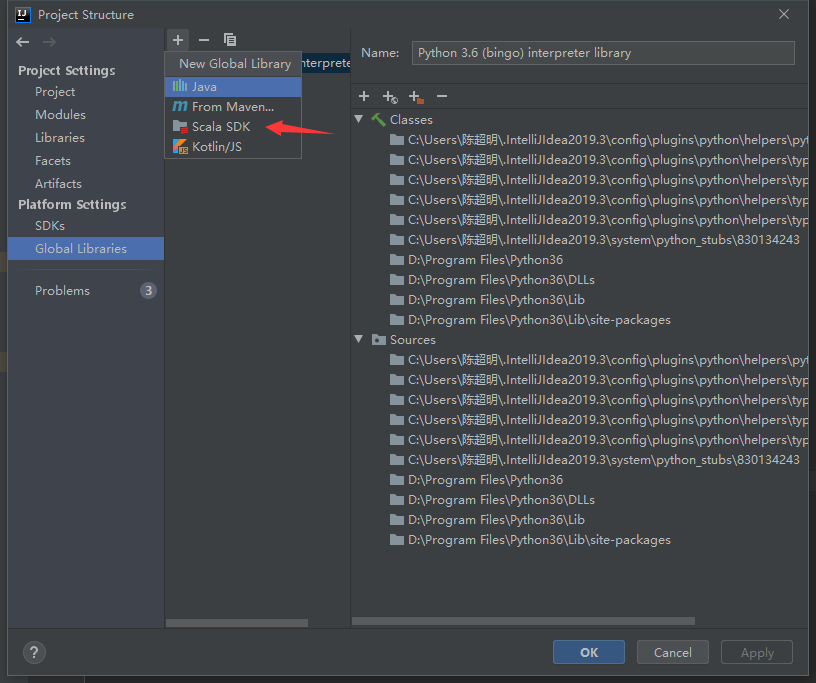 Project Structure
Project Settings
Project
Modules
Libraries
Facets
Artifacts
Platform Settings
SDKs
Global Libraries
Problems
3
New Global Library
Java
From Maven...
Scala SDK
Kotlin/JS
Name:
Python 3.6 (bingo) interpreter library
Classes
C:\Users\陈超明\.IntelliJIdea2019.3\config\plugins\python\helpers\pyt
C:\Users\陈超明\.IntelliJIdea2019.3\config\plugins\python\helpers\typ
C:\Users\陈超明\.IntelliJIdea2019.3\config\plugins\python\helpers\typ
C:\Users\陈超明\.IntelliJIdea2019.3\config\plugins\python\helpers\typ
C:\Users\陈超明\.IntelliJIdea2019.3\config\plugins\python\helpers\typ
C:\Users\陈超明\.IntelliJIdea2019.3\system\python_stubs\830134243
D:\Program Files\Python36
D:\Program Files\Python36\DLLs
D:\Program Files\Python36\Lib
D:\Program Files\Python36\Lib\site-packages
Sources
C:\Users\陈超明\.IntelliJIdea2019.3\config\plugins\python\helpers\pyt
C:\Users\陈超明\.IntelliJIdea2019.3\config\plugins\python\helpers\typ
C:\Users\陈超明\.IntelliJIdea2019.3\config\plugins\python\helpers\typ
C:\Users\陈超明\.IntelliJIdea2019.3\config\plugins\python\helpers\typ
C:\Users\陈超明\.IntelliJIdea2019.3\config\plugins\python\helpers\typ
C:\Users\陈超明\.IntelliJIdea2019.3\system\python_stubs\830134243
D:\Program Files\Python36
D:\Program Files\Python36\DLLs
D:\Program Files\Python36\Lib
D:\Program Files\Python36\Lib\site-packages
?
OK
Cancel
Apply